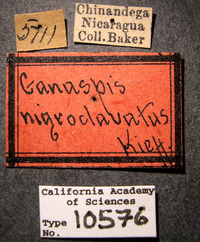 5711
Chinandega
Nicaragua
Coll.Baker
Ganaspis
nigroclavatus
Kieff.
California Academy
of Sciences
Type
No. 10576